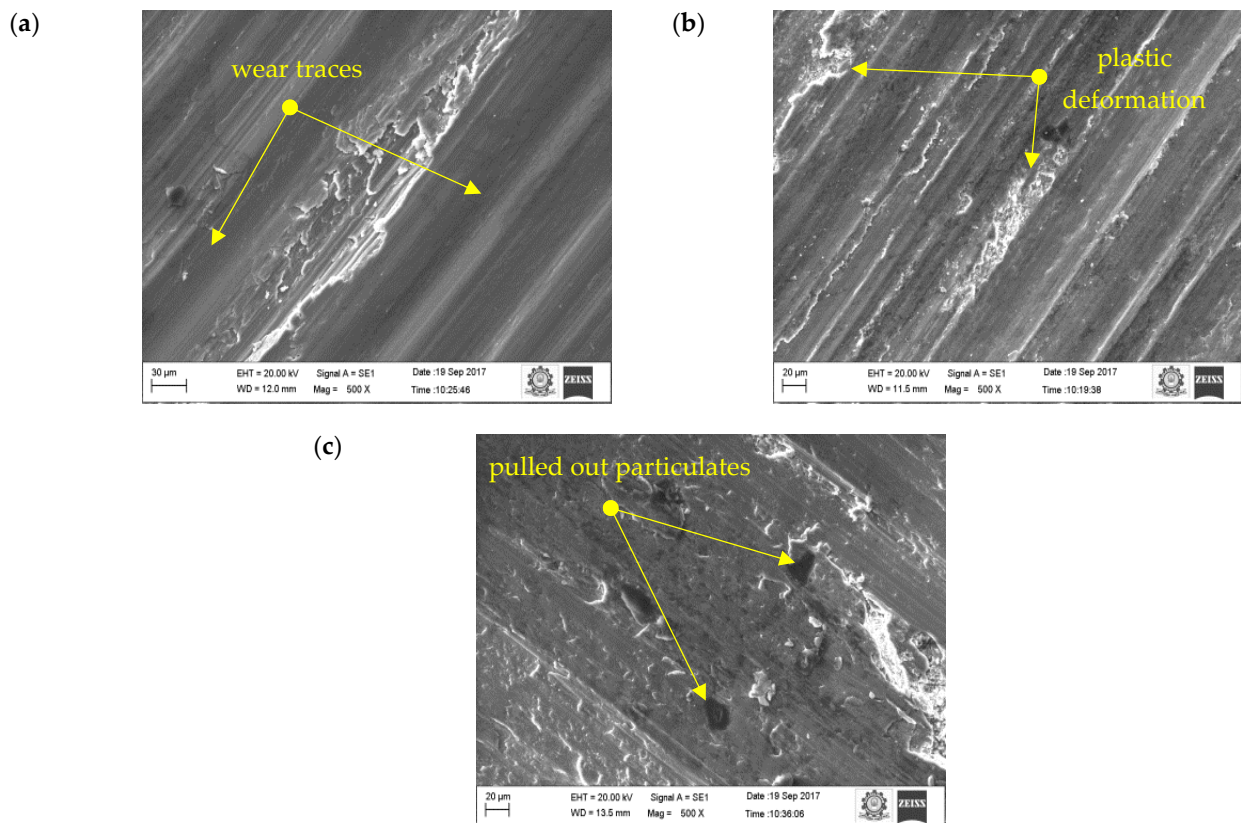 (a)
wear traces
30 µm
EHT = 20.00 kV Signal A = SE1 Date :19 Sep 2017
WD = 12.0 mm Mag = 500 X Time :10:25:46
ZEISS
(b)
plastic
deformation
20 µm
EHT = 20.00 kV Signal A = SE1 Date :19 Sep 2017
WD = 11.5 mm Mag = 500 X Time :10:19:38
ZEISS
(c)
pulled out particulates
20 µm
EHT = 20.00 kV Signal A = SE1 Date :19 Sep 2017
WD = 13.5 mm Mag = 500 X Time :10:36:06
ZEISS